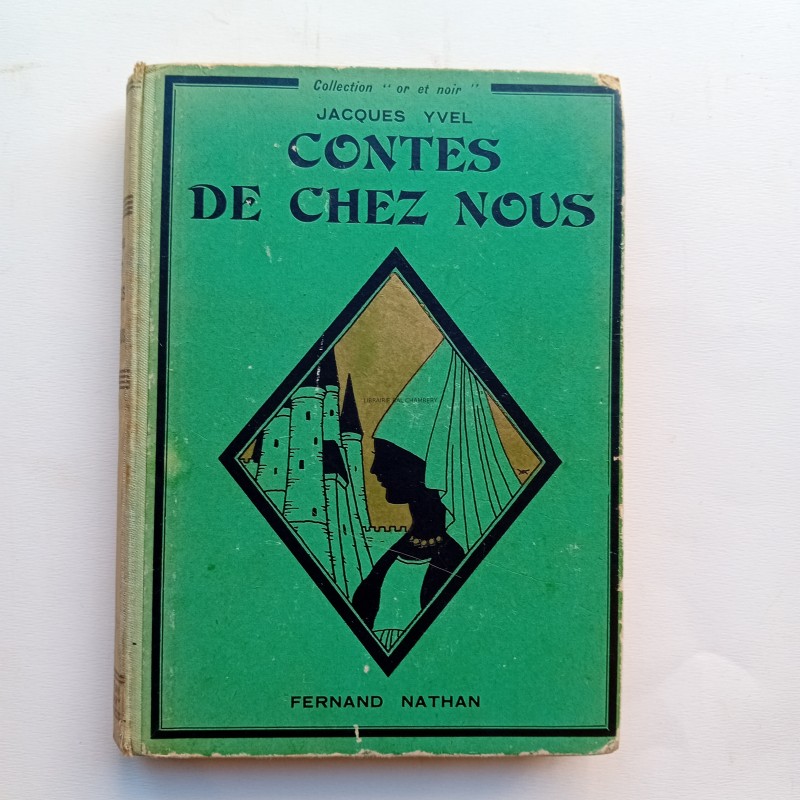 Collection " or et noir "
JACQUES YVEL
CONTES
DE CHEZ NOUS
FERNAND NATHAN